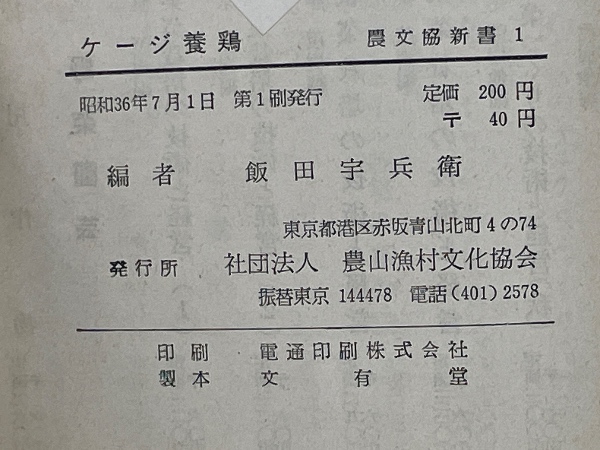 ケージ養鶏 農文協新書 1
昭和36年7月1日 第1刷発行 定価 200 円
〒 40 円
編者 飯田宇兵衛
東京都港区赤坂青山北町4の74
発行所 社団法人 農山漁村文化協会
振替東京 144478 電話(401)2578
印刷 電通印刷株式会社
製本 文有堂